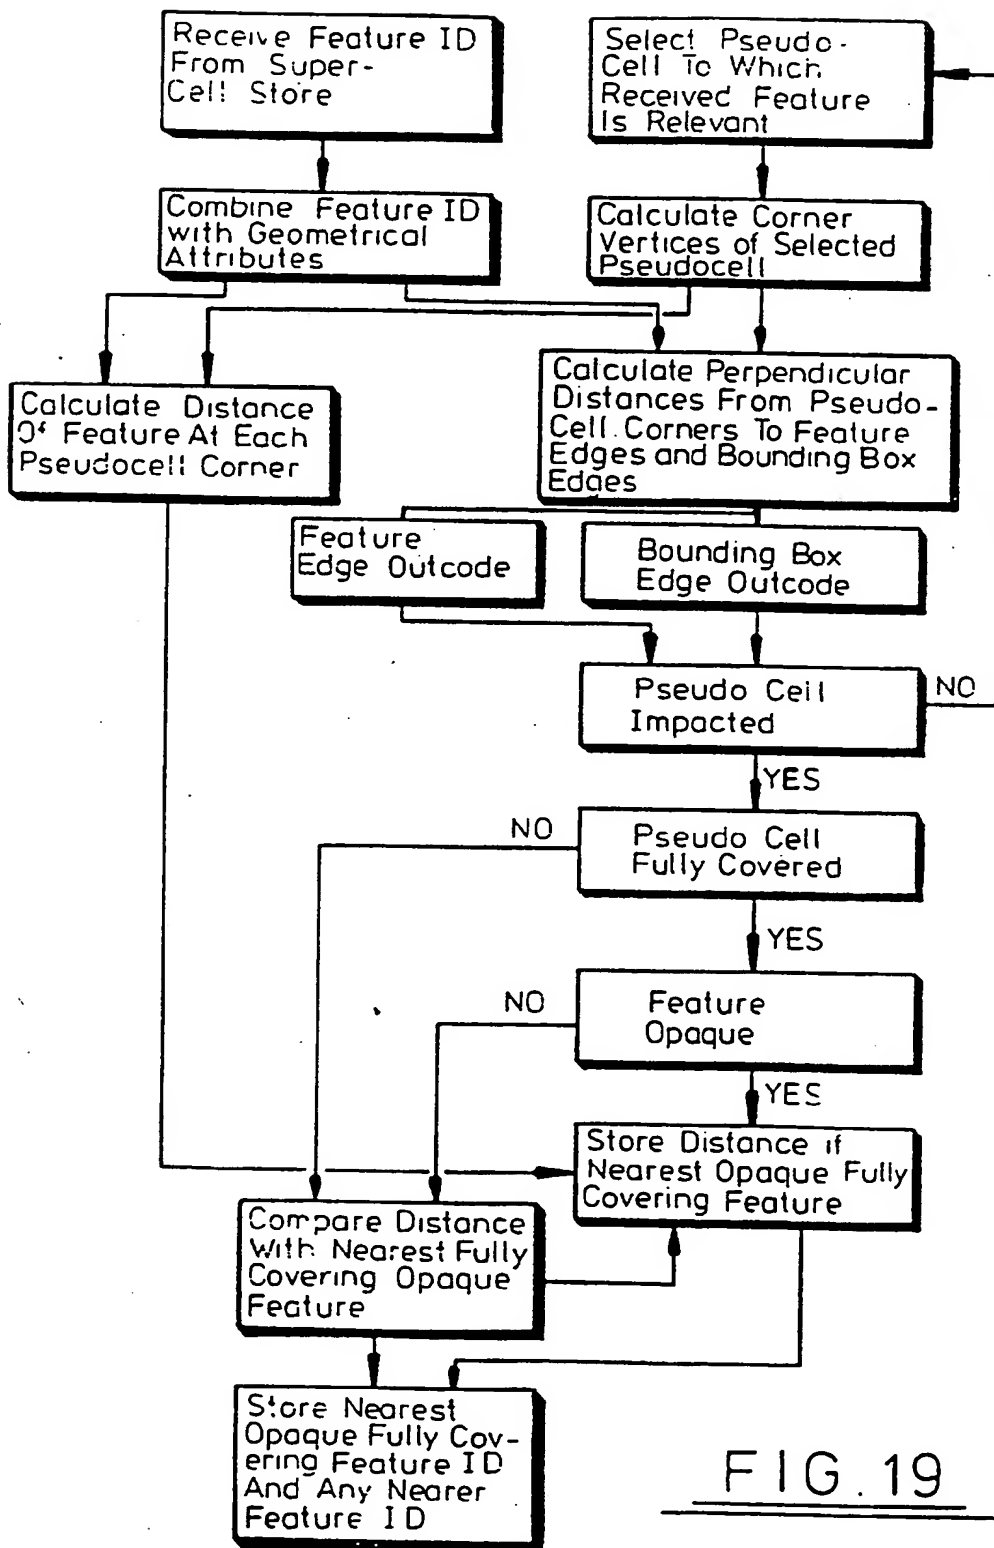 Receive Feature ID
From Super-
Cell Store
Select Pseudo-
Cell To Which
Received Feature
Is Relevant
Combine Feature ID
with Geometrical
Attributes
Calculate Corner
Vertices of Selected
Pseudocell
Calculate Distance
Of Feature At Each
Pseudocell Corner
Calculate Perpendicular
Distances From Pseudo-
Cell Corners To Feature
Edges and Bounding Box
Edges
Feature
Edge Outcode
Bounding Box
Edge Outcode
Pseudo Cell
Impacted
NO
YES
Pseudo Cell
Fully Covered
NO
YES
Feature
Opaque
NO
YES
Store Distance if
Nearest Opaque Fully
Covering Feature
Compare Distance
With Nearest Fully
Covering Opaque
Feature
Store Nearest
Opaque Fully Cov-
ering Feature ID
And Any Nearer
Feature ID
FIG.19